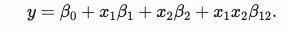 y = β₀ + x₁β₁ + x₂β₂ + x₁x₂β₁₂.